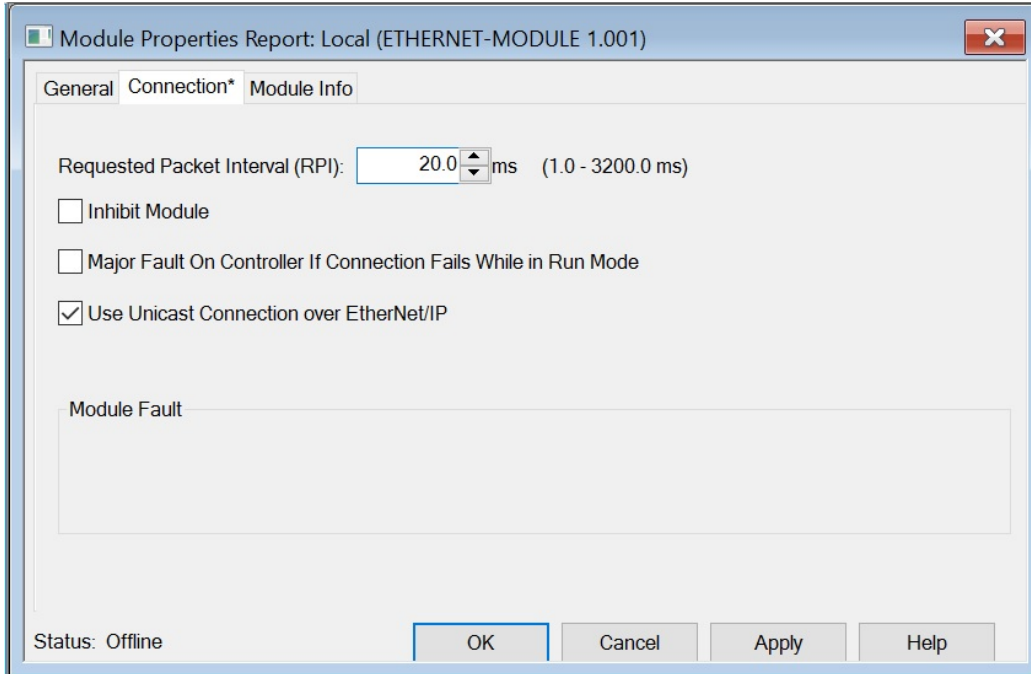 Module Properties Report: Local (ETHERNET-MODULE 1.001)
General Connection* Module Info
Requested Packet Interval (RPI): 20.0 ms (1.0 - 3200.0 ms)
Inhibit Module
Major Fault On Controller If Connection Fails While in Run Mode
Use Unicast Connection over EtherNet/IP
Module Fault
Status: Offline OK Cancel Apply Help